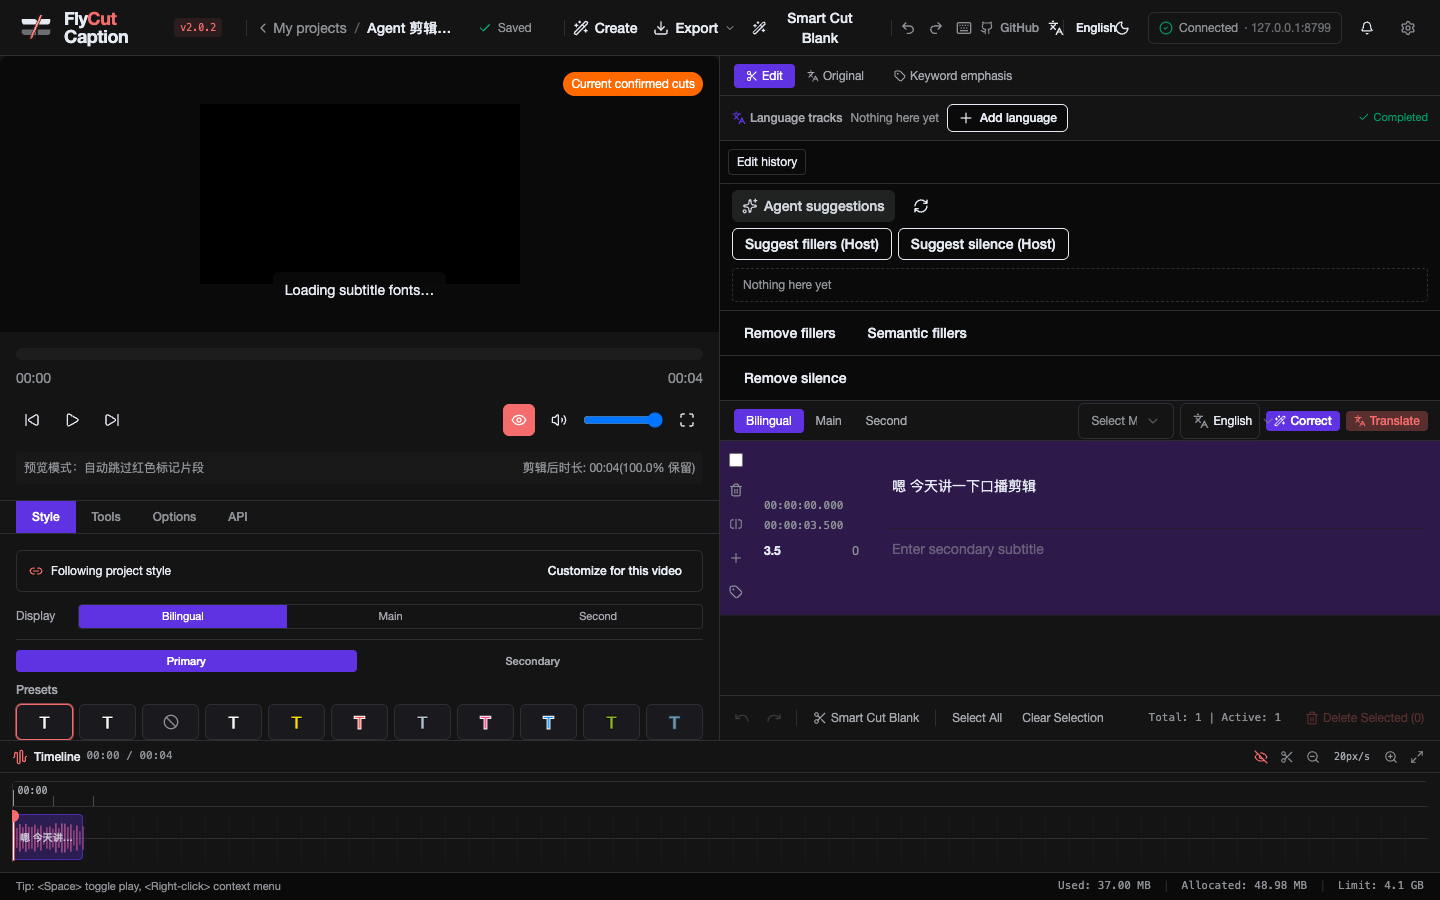 FlyCut Caption
v2.0.2
My projects / Agent 剪辑...
Saved
Create
Export
Smart Cut Blank
GitHub
English
Connected · 127.0.0.1:8799
Current confirmed cuts
Loading subtitle fonts...
00:00
00:04
预览模式：自动跳过红色标记片段
剪辑后时长: 00:04(100.0% 保留)
Style
Tools
Options
API
Following project style
Customize for this video
Display
Bilingual
Main
Second
Primary
Secondary
Presets
T T T T T T T T T T
Edit
Original
Keyword emphasis
Language tracks
Nothing here yet
Add language
Completed
Edit history
Agent suggestions
Suggest fillers (Host)
Suggest silence (Host)
Nothing here yet
Remove fillers
Semantic fillers
Remove silence
Bilingual
Main
Second
Select M
English
Correct
Translate
嗯 今天讲一下口播剪辑
00:00:00.000
00:00:03.500
3.5
0
Enter secondary subtitle
Smart Cut Blank
Select All
Clear Selection
Total: 1 | Active: 1
Delete Selected (0)
Timeline
00:00 / 00:04
20px/s
00:00
嗯 今天讲...
Tip: <Space> toggle play, <Right-click> context menu
Used: 37.00 MB | Allocated: 48.98 MB | Limit: 4.1 GB